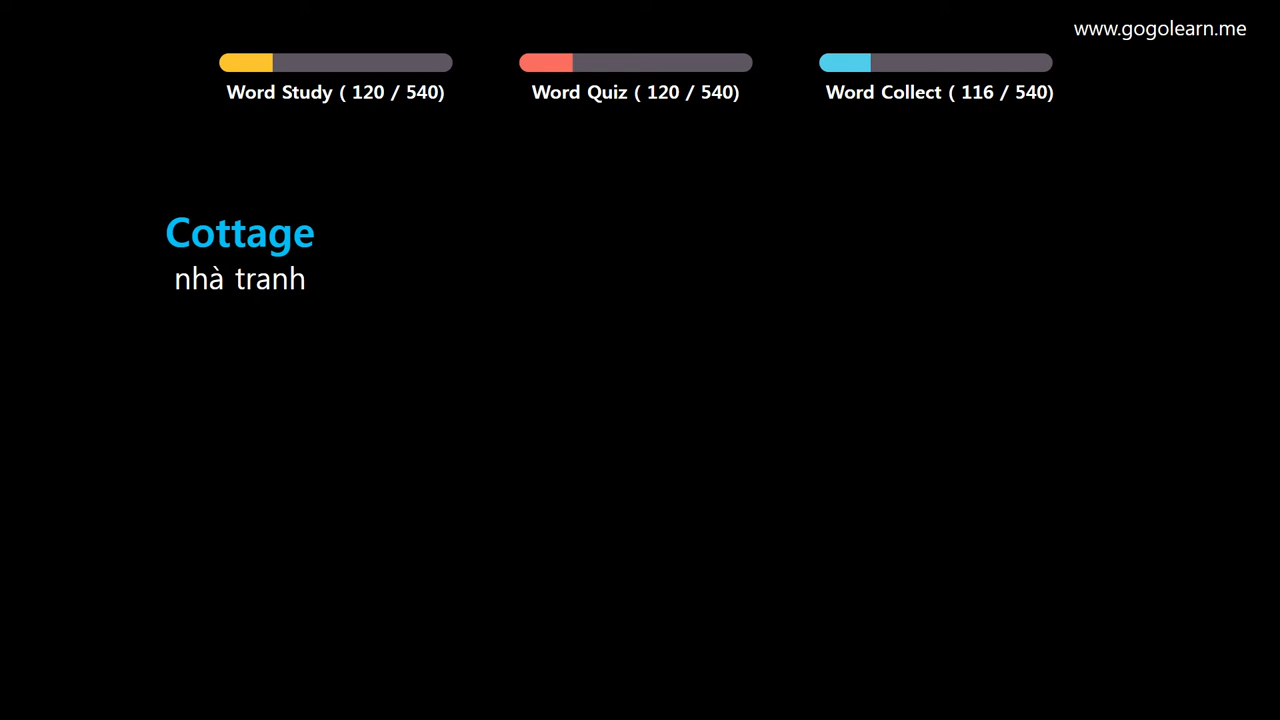 www.gogolearn.me
Word Study ( 120 / 540)
Word Quiz ( 120 / 540)
Word Collect ( 116 / 540)
Cottage
nhà tranh